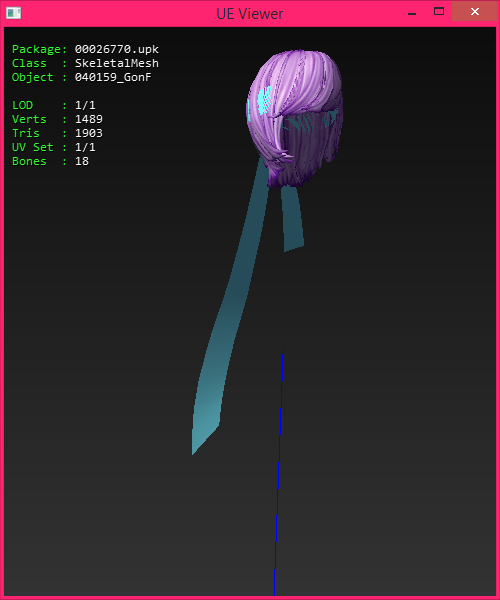 UE Viewer
Package: 00026770.upk
Class  : SkeletalMesh
Object : 040159_GonF
LOD    : 1/1
Verts  : 1489
Tris   : 1903
UV Set : 1/1
Bones  : 18